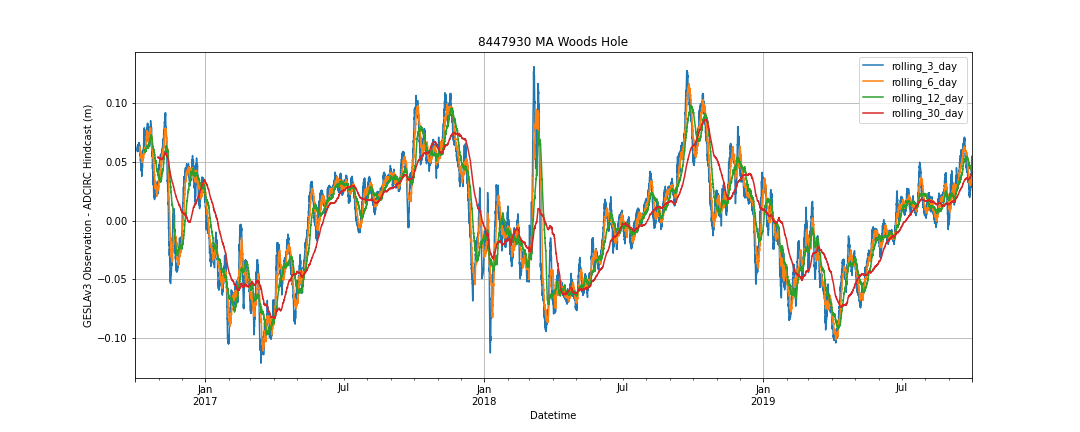 8447930 MA Woods Hole
GESLAv3 Observation - ADCIRC Hindcast (m)
0.10
0.05
0.00
−0.05
−0.10
rolling_3_day
rolling_6_day
rolling_12_day
rolling_30_day
Jan
2017
Jul
Jan
2018
Jul
Jan
2019
Jul
Datetime